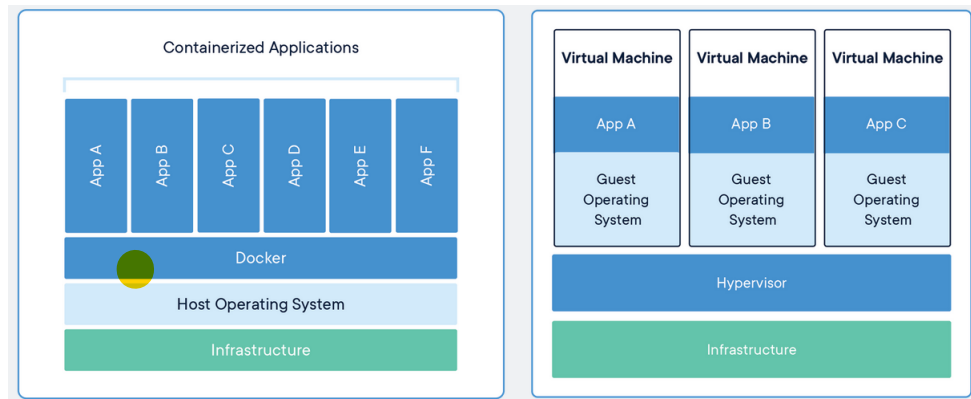 Containerized Applications
App A
App B
App C
App D
App E
App F
Docker
Host Operating System
Infrastructure
Virtual Machine
App A
Guest
Operating
System
Virtual Machine
App B
Guest
Operating
System
Virtual Machine
App C
Guest
Operating
System
Hypervisor
Infrastructure